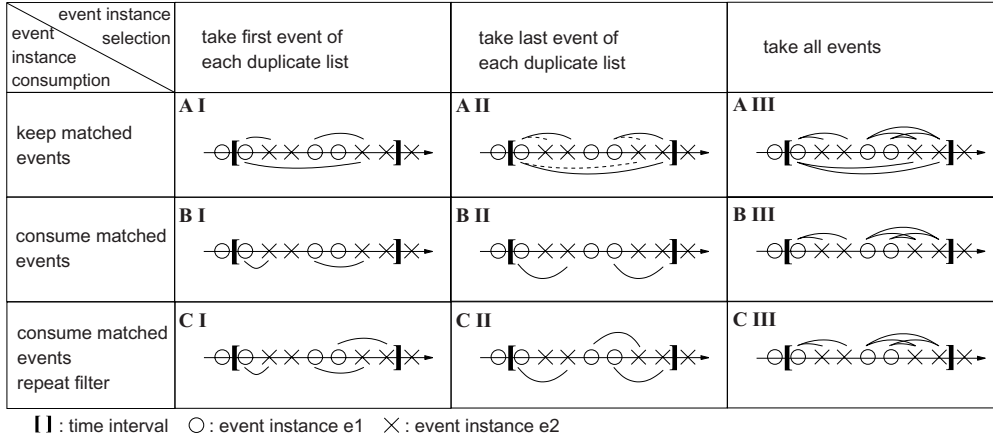 event instance
selection
event
instance
consumption
take first event of
each duplicate list
take last event of
each duplicate list
take all events
keep matched
events
A I
A II
A III
consume matched
events
B I
B II
B III
consume matched
events
repeat filter
C I
C II
C III
[ ] : time interval   ○ : event instance e1   × : event instance e2